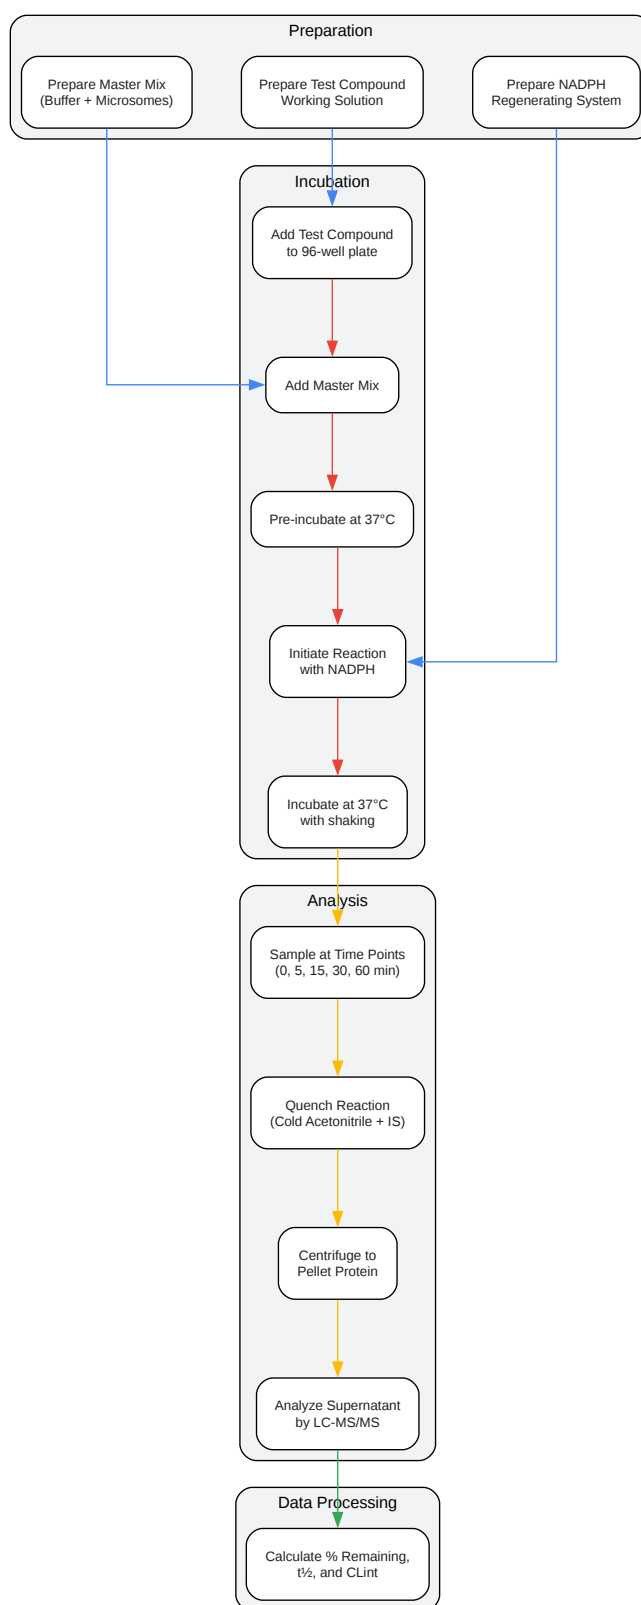 Preparation
Prepare Master Mix
(Buffer + Microsomes)
Prepare Test Compound
Working Solution
Prepare NADPH
Regenerating System
Incubation
Add Test Compound
to 96-well plate
Add Master Mix
Pre-incubate at 37°C
Initiate Reaction
with NADPH
Incubate at 37°C
with shaking
Analysis
Sample at Time Points
(0, 5, 15, 30, 60 min)
Quench Reaction
(Cold Acetonitrile + IS)
Centrifuge to
Pellet Protein
Analyze Supernatant
by LC-MS/MS
Data Processing
Calculate % Remaining,
t½, and CLint